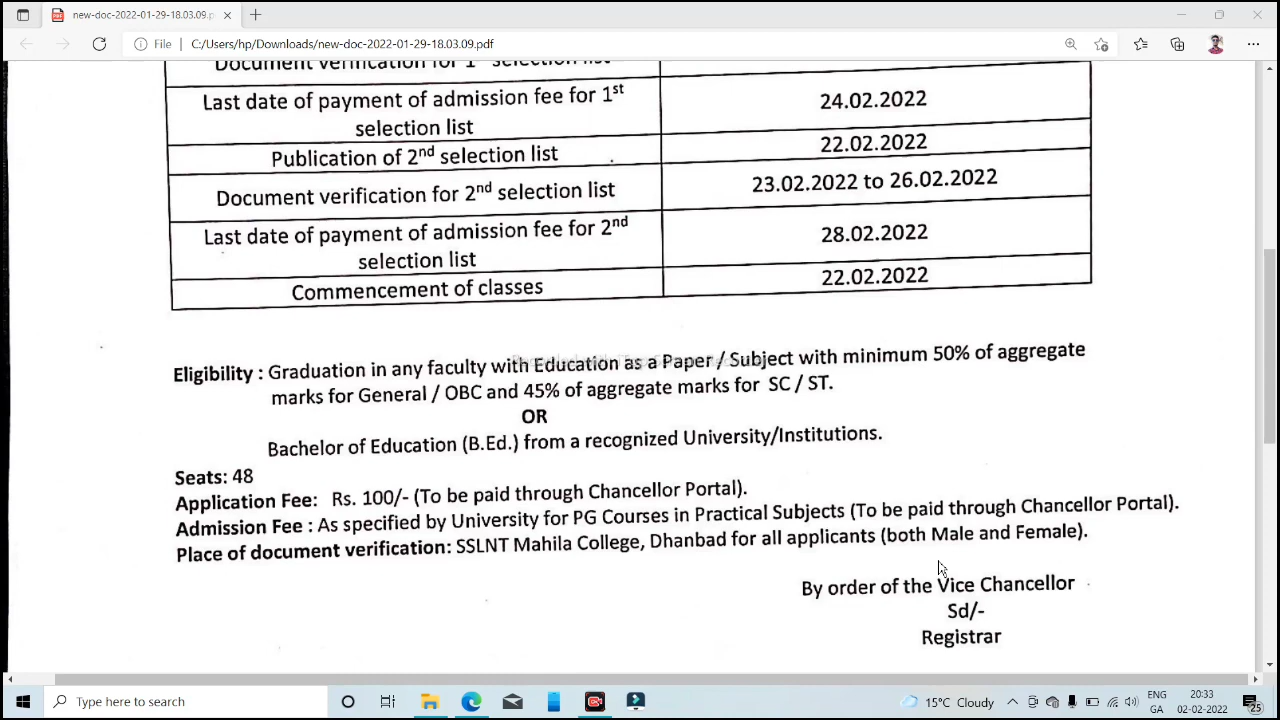 new-doc-2022-01-29-18.03.09.p
File | C:/Users/hp/Downloads/new-doc-2022-01-29-18.03.09.pdf
Document verification for 1st selection list
Last date of payment of admission fee for 1st selection list 24.02.2022
Publication of 2nd selection list 22.02.2022
Document verification for 2nd selection list 23.02.2022 to 26.02.2022
Last date of payment of admission fee for 2nd selection list 28.02.2022
Commencement of classes 22.02.2022
Eligibility : Graduation in any faculty with Education as a Paper / Subject with minimum 50% of aggregate
marks for General / OBC and 45% of aggregate marks for SC / ST.
OR
Bachelor of Education (B.Ed.) from a recognized University/Institutions.
Seats: 48
Application Fee: Rs. 100/- (To be paid through Chancellor Portal).
Admission Fee : As specified by University for PG Courses in Practical Subjects (To be paid through Chancellor Portal).
Place of document verification: SSLNT Mahila College, Dhanbad for all applicants (both Male and Female).
By order of the Vice Chancellor
Sd/-
Registrar
Type here to search
15°C Cloudy
ENG
GA
20:33
02-02-2022
25